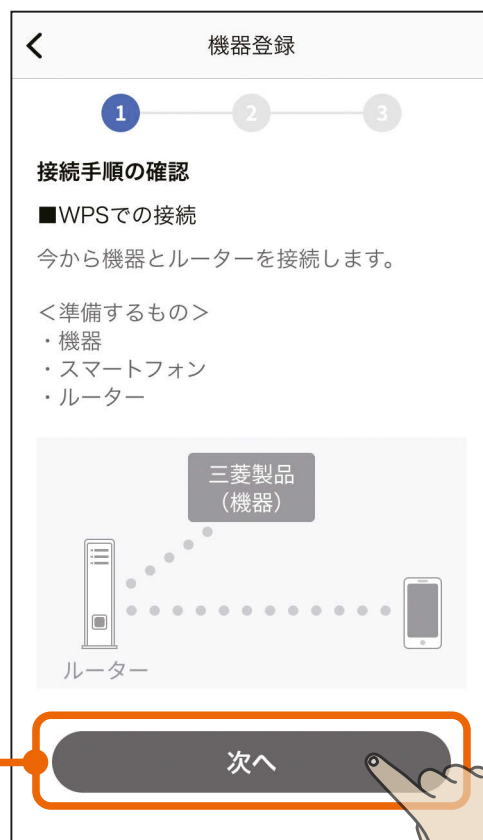 機器登録
1 2 3
接続手順の確認
■WPSでの接続
今から機器とルーターを接続します。
＜準備するもの＞
・機器
・スマートフォン
・ルーター
三菱製品
（機器）
ルーター
次へ